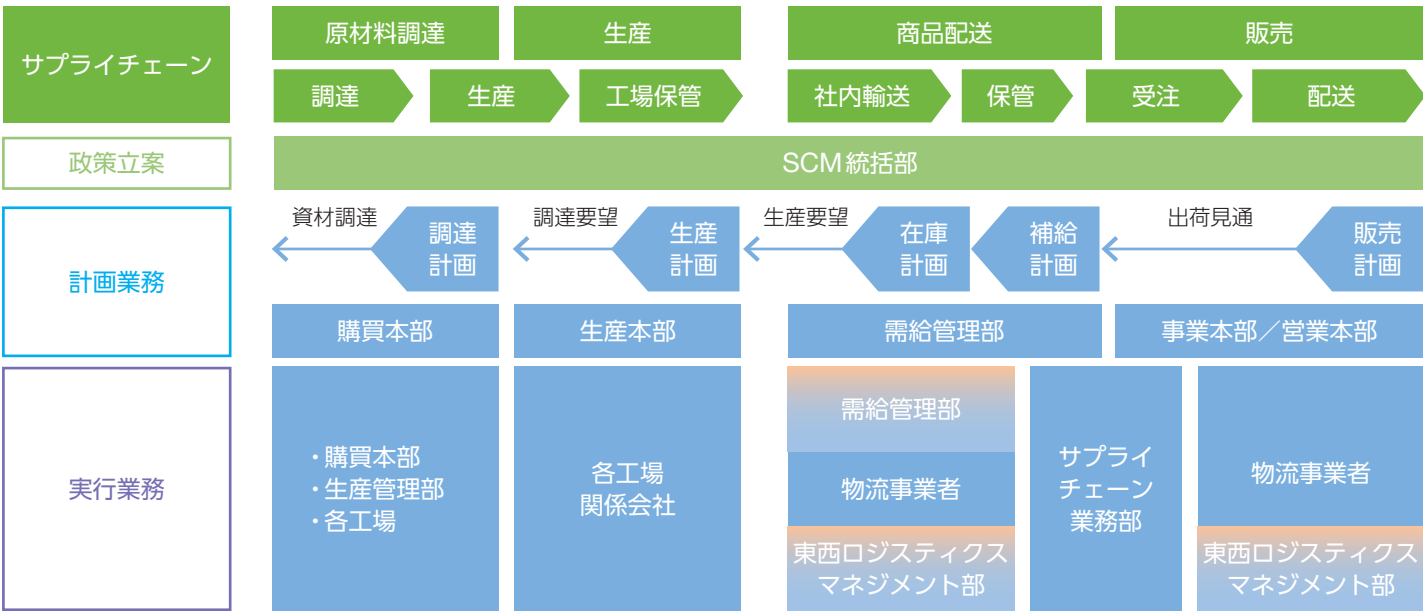 サプライチェーン
原材料調達
生産
商品配送
販売
調達
生産
工場保管
社内輸送
保管
受注
配送
政策立案
SCM統括部
計画業務
資材調達
調達
計画
調達要望
生産
計画
生産要望
在庫
計画
補給
計画
出荷見通
販売
計画
購買本部
生産本部
需給管理部
事業本部／営業本部
実行業務
・購買本部
・生産管理部
・各工場
各工場
関係会社
需給管理部
物流事業者
東西ロジスティクス
マネジメント部
サプライ
チェーン
業務部
物流事業者
東西ロジスティクス
マネジメント部